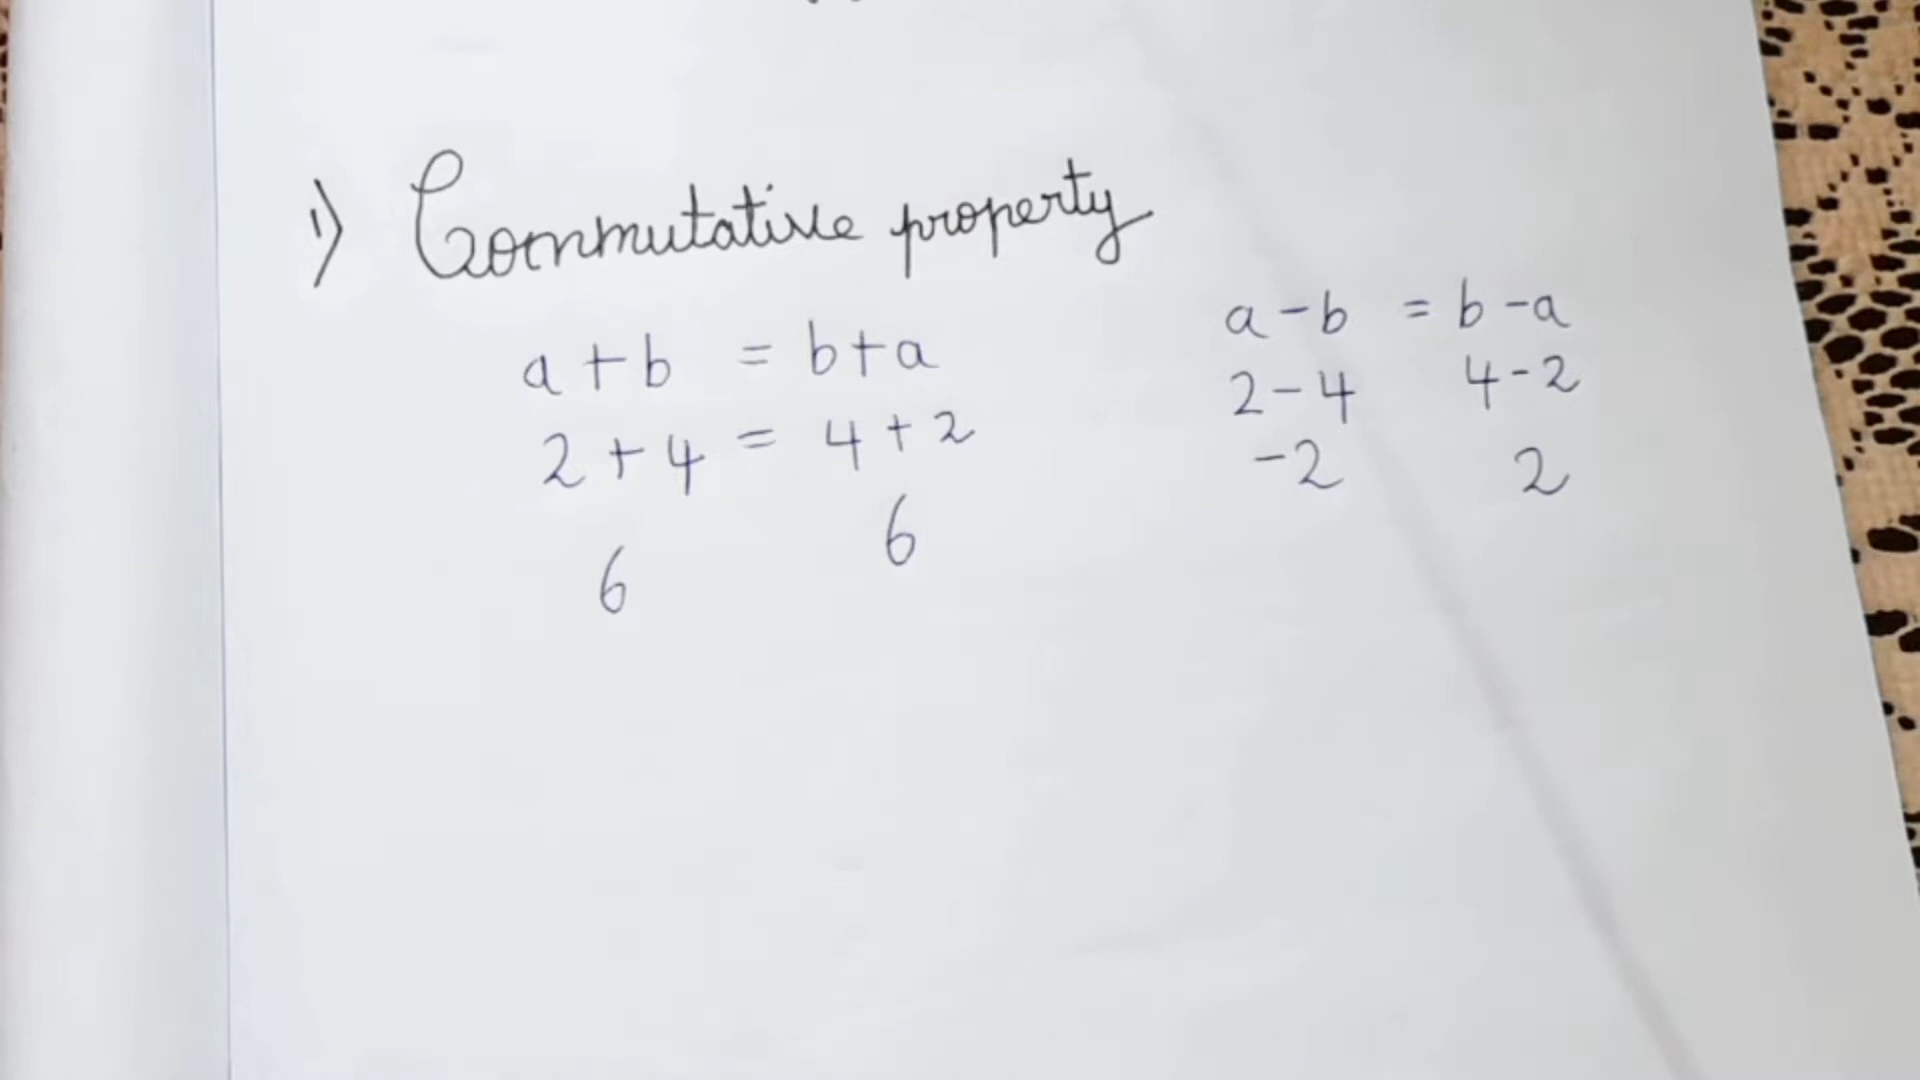 1) Commutative property
a + b = b + a
2 + 4 = 4 + 2
6 6
a - b = b - a
2 - 4 4 - 2
-2 2